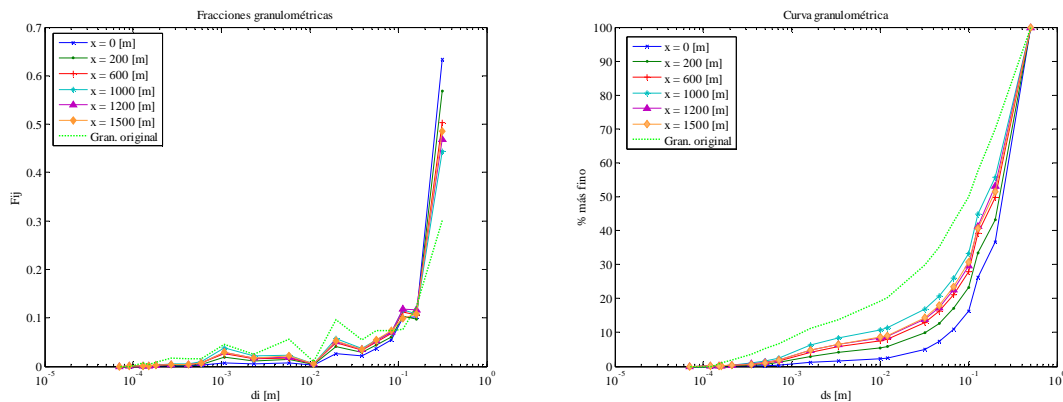 Fracciones granulométricas
0.7
0.6
0.5
0.4
0.3
0.2
0.1
0
Fij
x = 0 [m]
x = 200 [m]
x = 600 [m]
x = 1000 [m]
x = 1200 [m]
x = 1500 [m]
Gran. original
10^-5 10^-4 10^-3 10^-2 10^-1 10^0
di [m]
Curva granulométrica
100
90
80
70
60
50
40
30
20
10
0
% más fino
x = 0 [m]
x = 200 [m]
x = 600 [m]
x = 1000 [m]
x = 1200 [m]
x = 1500 [m]
Gran. original
10^-5 10^-4 10^-3 10^-2 10^-1 10^0
ds [m]